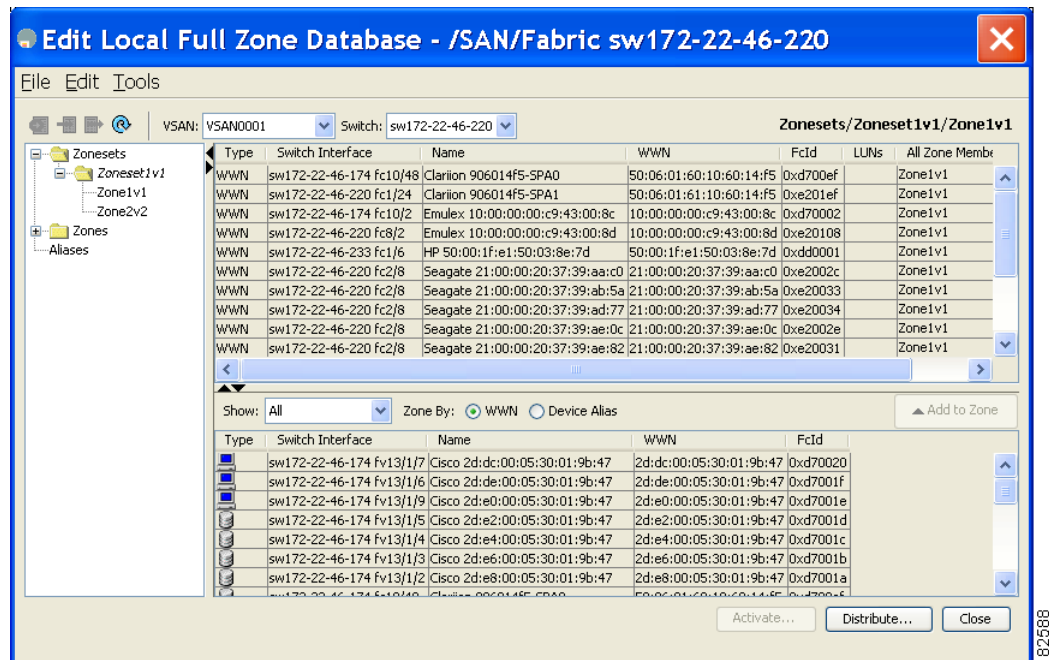 Edit Local Full Zone Database - /SAN/Fabric sw172-22-46-220
File Edit Tools
VSAN: VSAN0001 Switch: sw172-22-46-220 Zonesets/Zoneset1v1/Zone1v1
Zonesets
Zoneset1v1
Zone1v1
Zone2v2
Zones
Aliases
Type Switch Interface Name WWN FcId LUNs All Zone Membe
WWN sw172-22-46-174 fc10/48 Clariion 906014f5-SPA0 50:06:01:60:10:60:14:f5 0xd700ef Zone1v1
WWN sw172-22-46-220 fc1/24 Clariion 906014f5-SPA1 50:06:01:61:10:60:14:f5 0xe201ef Zone1v1
WWN sw172-22-46-174 fc10/2 Emulex 10:00:00:00:c9:43:00:8c 10:00:00:00:c9:43:00:8c 0xd70002 Zone1v1
WWN sw172-22-46-220 fc8/2 Emulex 10:00:00:00:c9:43:00:8d 10:00:00:00:c9:43:00:8d 0xe20108 Zone1v1
WWN sw172-22-46-233 fc1/6 HP 50:00:1f:e1:50:03:8e:7d 50:00:1f:e1:50:03:8e:7d 0xdd0001 Zone1v1
WWN sw172-22-46-220 fc2/8 Seagate 21:00:00:20:37:39:aa:c0 21:00:00:20:37:39:aa:c0 0xe2002c Zone1v1
WWN sw172-22-46-220 fc2/8 Seagate 21:00:00:20:37:39:ab:5a 21:00:00:20:37:39:ab:5a 0xe20033 Zone1v1
WWN sw172-22-46-220 fc2/8 Seagate 21:00:00:20:37:39:ad:77 21:00:00:20:37:39:ad:77 0xe20034 Zone1v1
WWN sw172-22-46-220 fc2/8 Seagate 21:00:00:20:37:39:ae:0c 21:00:00:20:37:39:ae:0c 0xe2002e Zone1v1
WWN sw172-22-46-220 fc2/8 Seagate 21:00:00:20:37:39:ae:82 21:00:00:20:37:39:ae:82 0xe20031 Zone1v1
Show: All Zone By: WWN Device Alias Add to Zone
Type Switch Interface Name WWN FcId
sw172-22-46-174 fv13/1/7 Cisco 2d:dc:00:05:30:01:9b:47 2d:dc:00:05:30:01:9b:47 0xd70020
sw172-22-46-174 fv13/1/6 Cisco 2d:de:00:05:30:01:9b:47 2d:de:00:05:30:01:9b:47 0xd7001f
sw172-22-46-174 fv13/1/9 Cisco 2d:e0:00:05:30:01:9b:47 2d:e0:00:05:30:01:9b:47 0xd7001e
sw172-22-46-174 fv13/1/5 Cisco 2d:e2:00:05:30:01:9b:47 2d:e2:00:05:30:01:9b:47 0xd7001d
sw172-22-46-174 fv13/1/4 Cisco 2d:e4:00:05:30:01:9b:47 2d:e4:00:05:30:01:9b:47 0xd7001c
sw172-22-46-174 fv13/1/3 Cisco 2d:e6:00:05:30:01:9b:47 2d:e6:00:05:30:01:9b:47 0xd7001b
sw172-22-46-174 fv13/1/2 Cisco 2d:e8:00:05:30:01:9b:47 2d:e8:00:05:30:01:9b:47 0xd7001a
Activate... Distribute... Close
82588